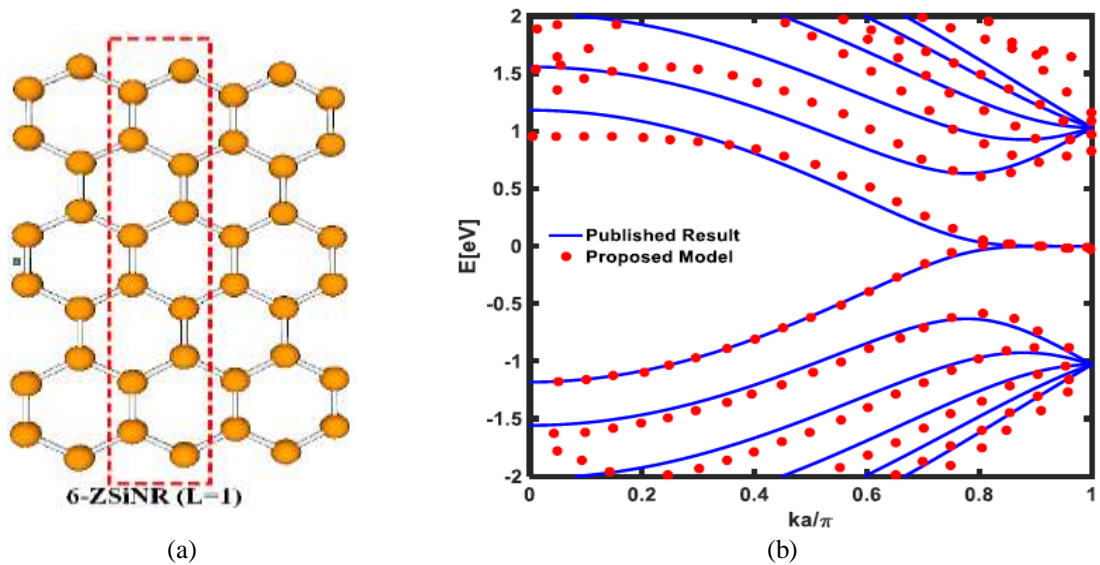 6-ZSiNR (L=1)
(a)
E[eV]
2
1.5
1
0.5
0
-0.5
-1
-1.5
-2
Published Result
Proposed Model
0
0.2
0.4
0.6
0.8
1
ka/π
(b)